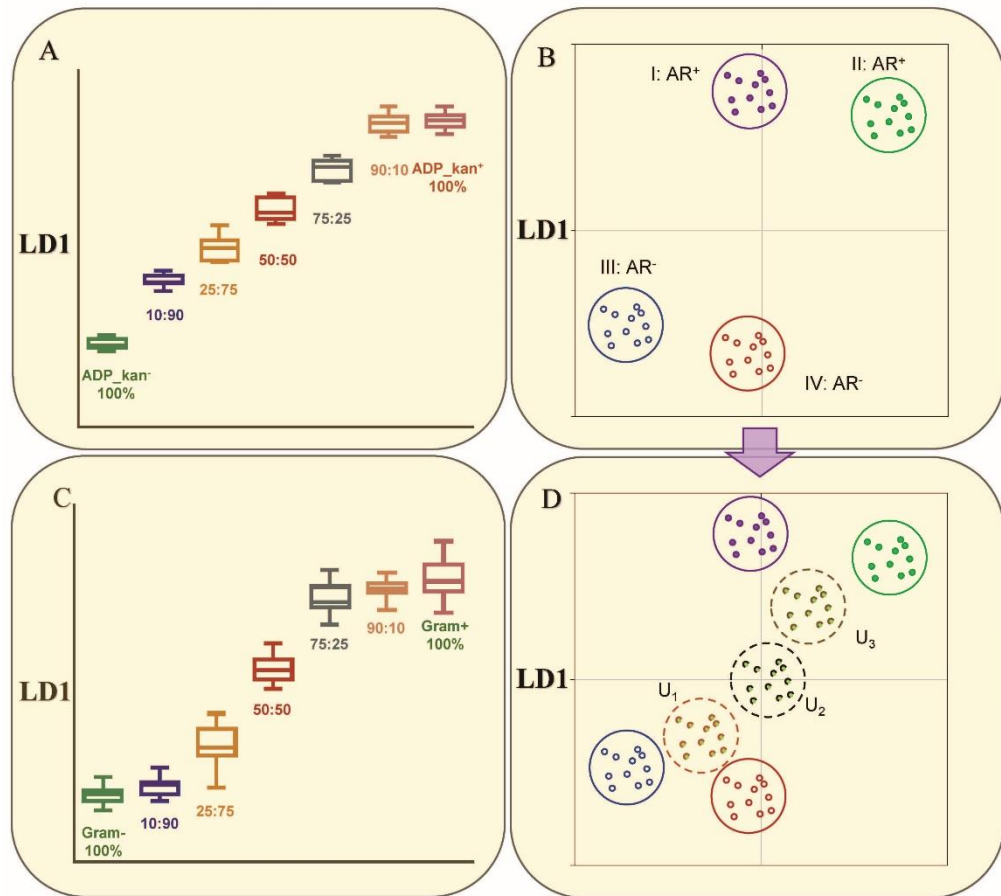 A
LD1
ADP_kan⁻
100%
10:90
25:75
50:50
75:25
90:10
ADP_kan⁺
100%
B
LD1
I: AR⁺
II: AR⁺
III: AR⁻
IV: AR⁻
C
LD1
Gram-
100%
10:90
25:75
50:50
75:25
90:10
Gram+
100%
D
LD1
U₁
U₂
U₃